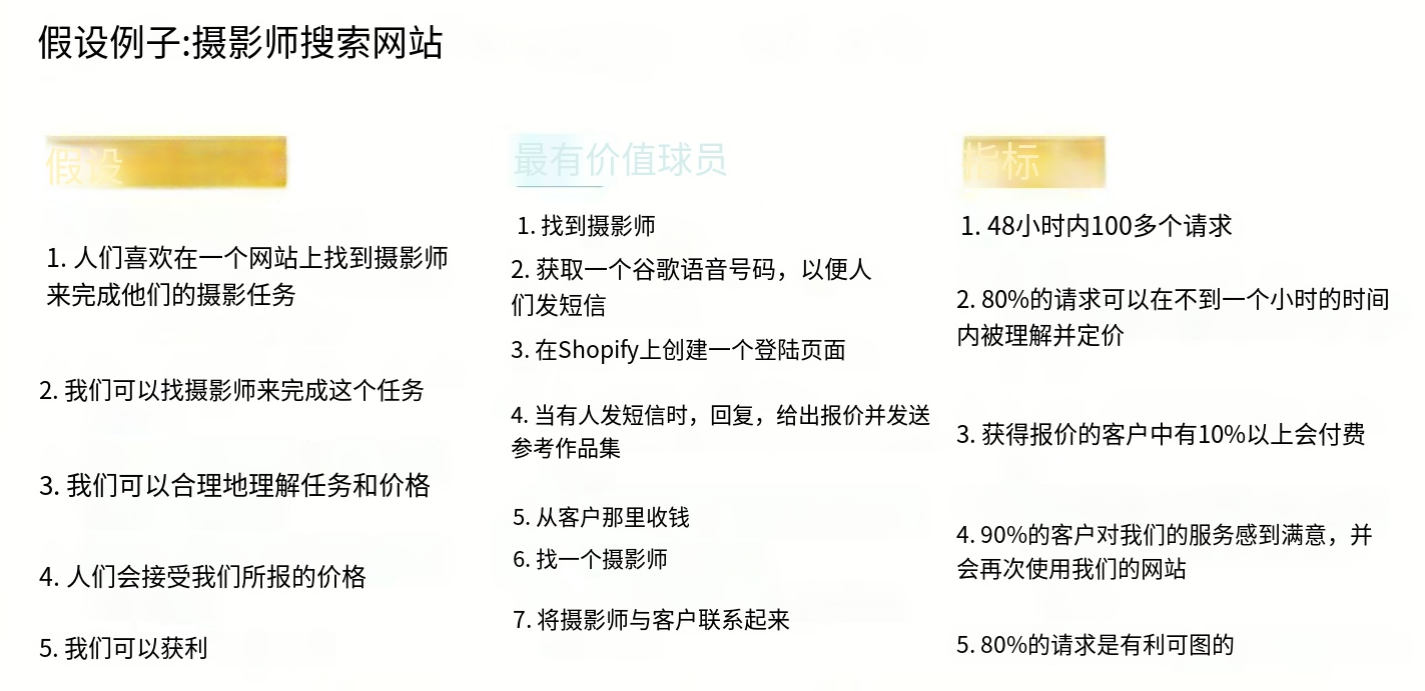 假设例子:摄影师搜索网站
假设
1. 人们喜欢在一个网站上找到摄影师
来完成他们的摄影任务
2. 我们可以找摄影师来完成这个任务
3. 我们可以合理地理解任务和价格
4. 人们会接受我们所报的价格
5. 我们可以获利
最有价值球员
1. 找到摄影师
2. 获取一个谷歌语音号码，以便人
们发短信
3. 在Shopify上创建一个登陆页面
4. 当有人发短信时，回复，给出报价并发送
参考作品集
5. 从客户那里收钱
6. 找一个摄影师
7. 将摄影师与客户联系起来
指标
1. 48小时内100多个请求
2. 80%的请求可以在不到一个小时的时间
内被理解并定价
3. 获得报价的客户中有10%以上会付费
4. 90%的客户对我们的服务感到满意，并
会再次使用我们的网站
5. 80%的请求是有利可图的